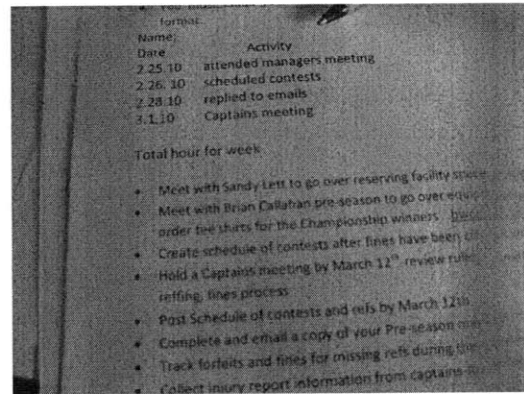 format.
Name:
Date Activity
2.25.10 attended managers meeting
2.26.10 scheduled contests
2.28.10 replied to emails
3.1.10 Captains meeting
Total hour for week
• Meet with Sandy Lett to go over reserving facility space
• Meet with Brian Callahan pre-season to go over
order tee shirts for the Championship winners
• Create schedule of contests after fines have been
• Hold a Captains meeting by March 12th, review
reffing, fines process
• Post Schedule of contests and refs by March 12th
• Complete and email a copy of your Pre-season
• Track forfeits and fines for missing refs during
• Collect injury report information from captains